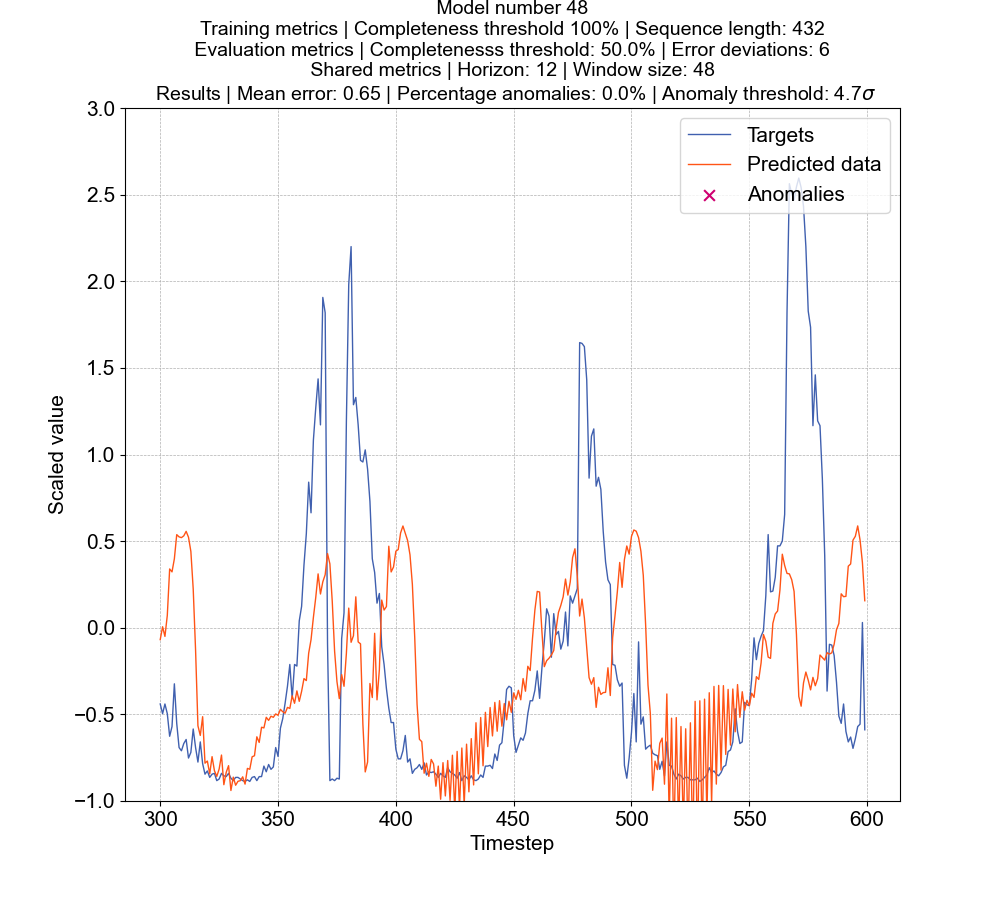 Model number 48
Training metrics | Completeness threshold 100% | Sequence length: 432
Evaluation metrics | Completenesss threshold: 50.0% | Error deviations: 6
Shared metrics | Horizon: 12 | Window size: 48
Results | Mean error: 0.65 | Percentage anomalies: 0.0% | Anomaly threshold: 4.7σ
3.0
2.5
2.0
1.5
1.0
0.5
0.0
−0.5
−1.0
Scaled value
Targets
Predicted data
Anomalies
300 350 400 450 500 550 600
Timestep